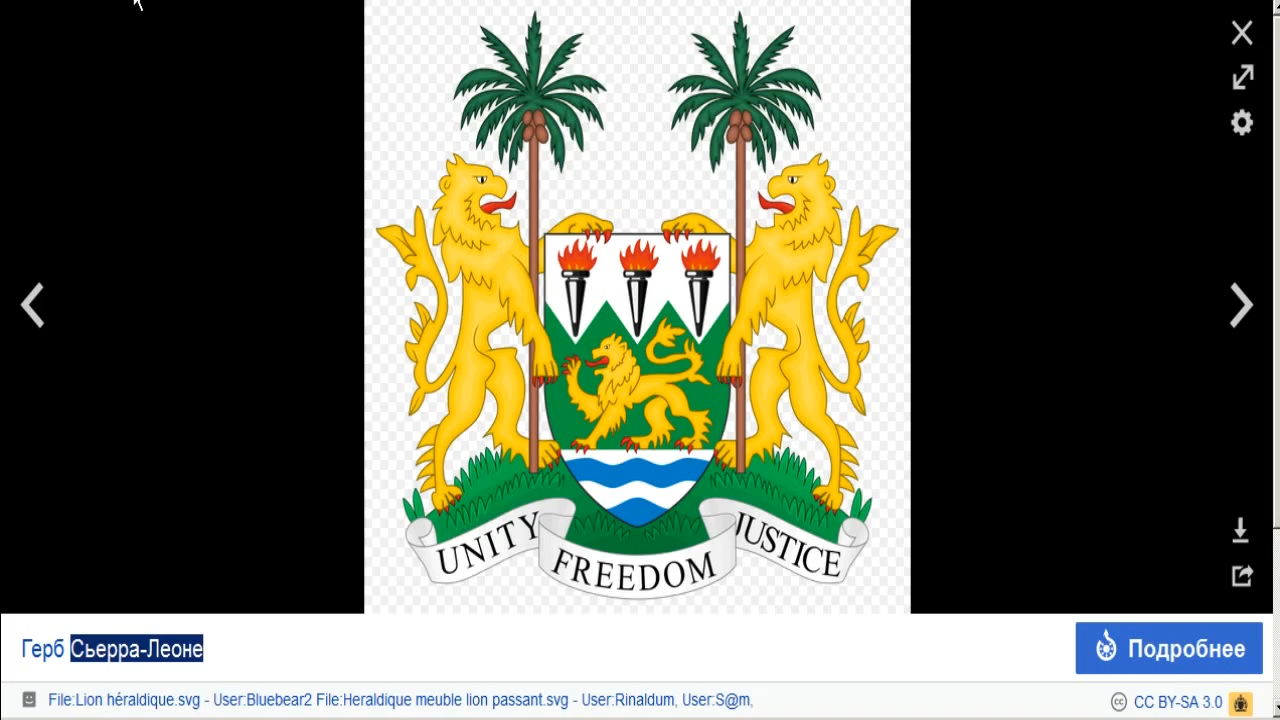 UNITY
FREEDOM
JUSTICE
Герб Сьерра-Леоне
Подробнее
File:Lion héraldique.svg - User:Bluebear2 File:Heraldique meuble lion passant.svg - User:Rinaldum, User:S@m,
cc CC BY-SA 3.0